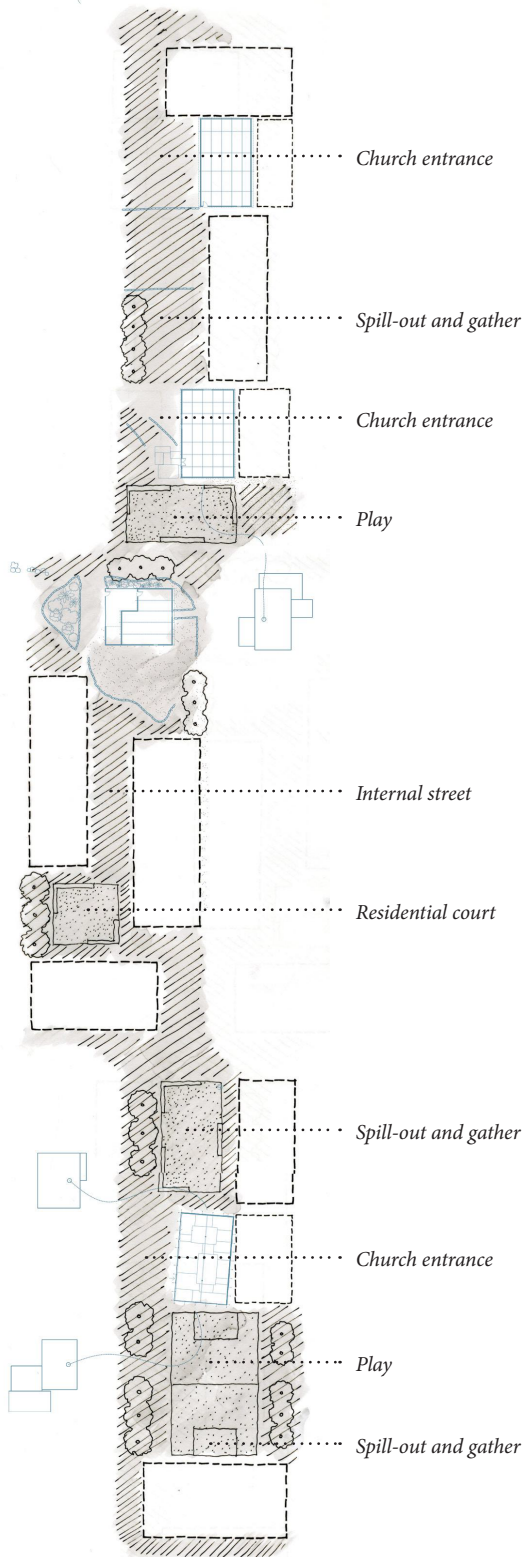 Church entrance
Spill-out and gather
Church entrance
Play
Internal street
Residential court
Spill-out and gather
Church entrance
Play
Spill-out and gather